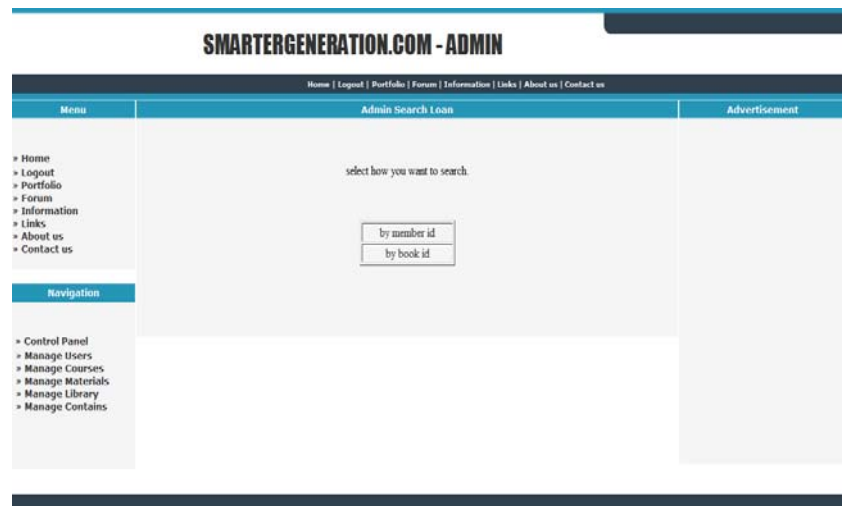 SMARTERGENERATION.COM - ADMIN
Home | Logout | Portfolio | Forum | Information | Links | About us | Contact us
Menu
Admin Search Loan
Advertisement
» Home
» Logout
» Portfolio
» Forum
» Information
» Links
» About us
» Contact us
select how you want to search.
by member id
by book id
Navigation
» Control Panel
» Manage Users
» Manage Courses
» Manage Materials
» Manage Library
» Manage Contains